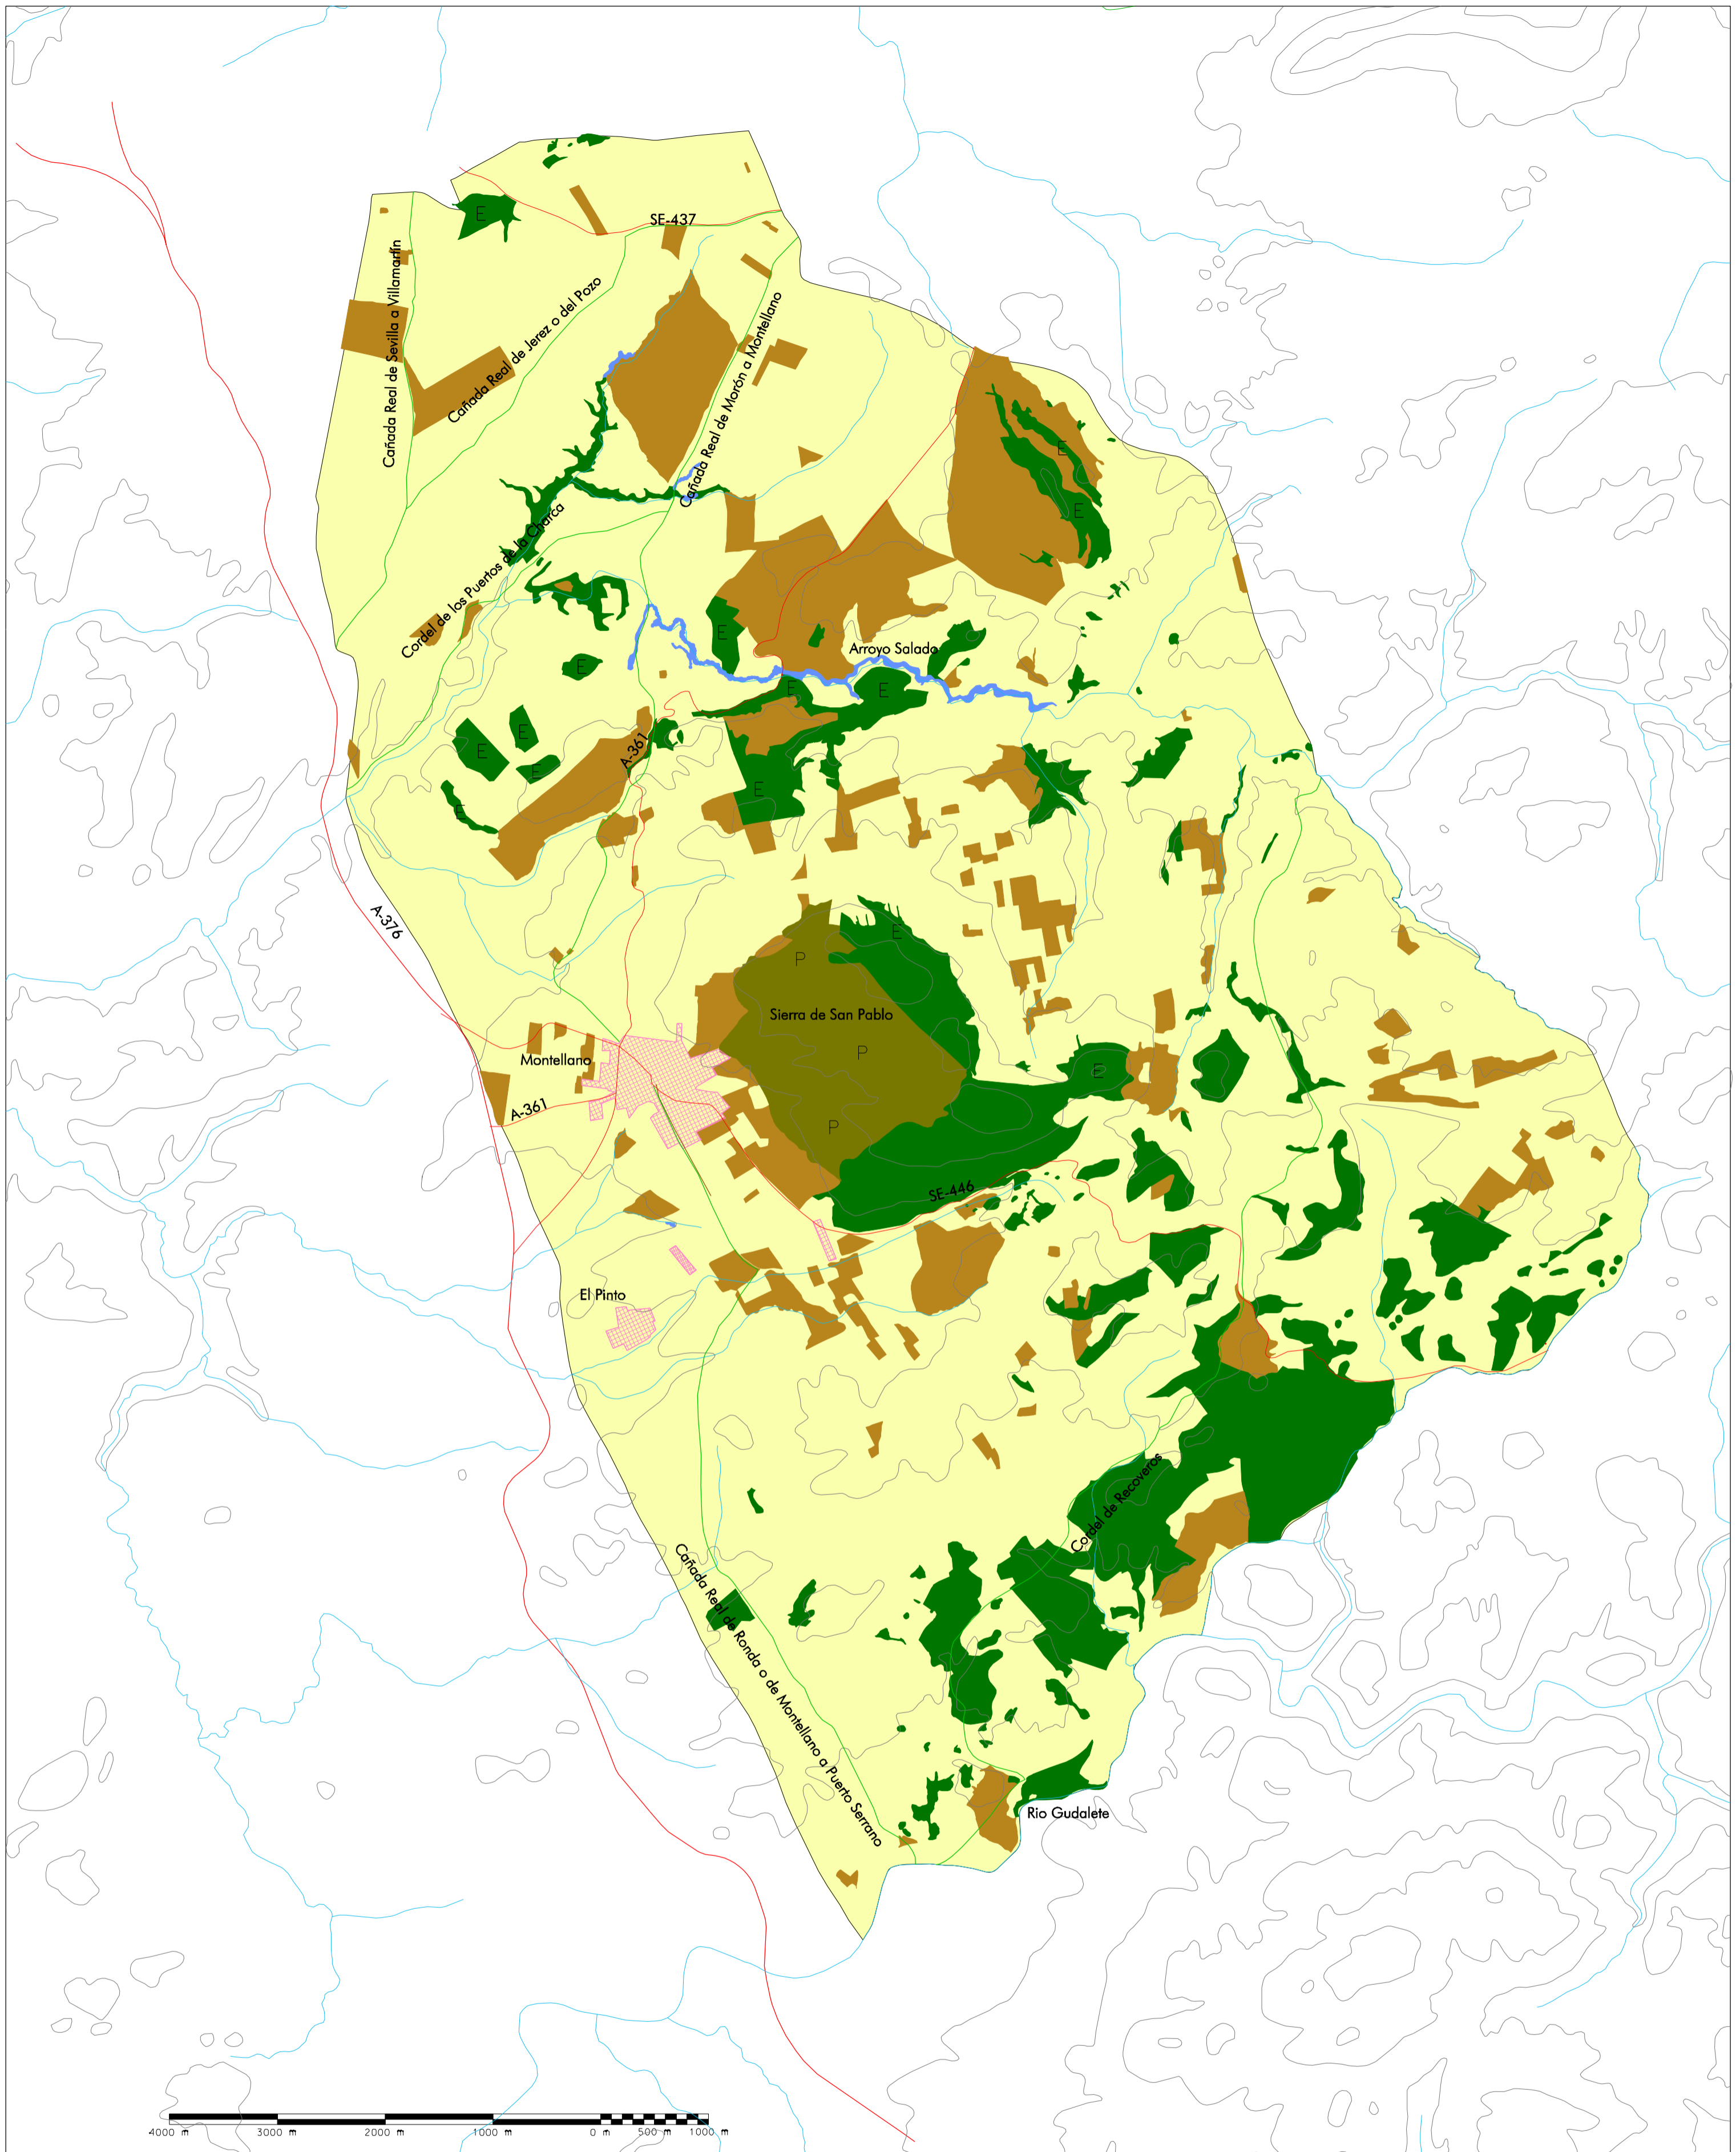 SE-437
E
Cañada Real de Sevilla a Villamartín
Cañada Real de Jerez o del Pozo
Cañada Real de Morón a Montellano
E
E
Cordel de los Puertos de la Charca
E
Arroyo Salado
E
E
E
E
E
E
A-361
E
E
A-376
E
P
Sierra de San Pablo
P
Montellano
E
A-361
P
SE-446
El Pinto
Cordel de Recoveros
Cañada Real de Ronda o de Montellano a Puerto Serrano
Rio Gudalete
4000 m 3000 m 2000 m 1000 m 0 m 500 m 1000 m